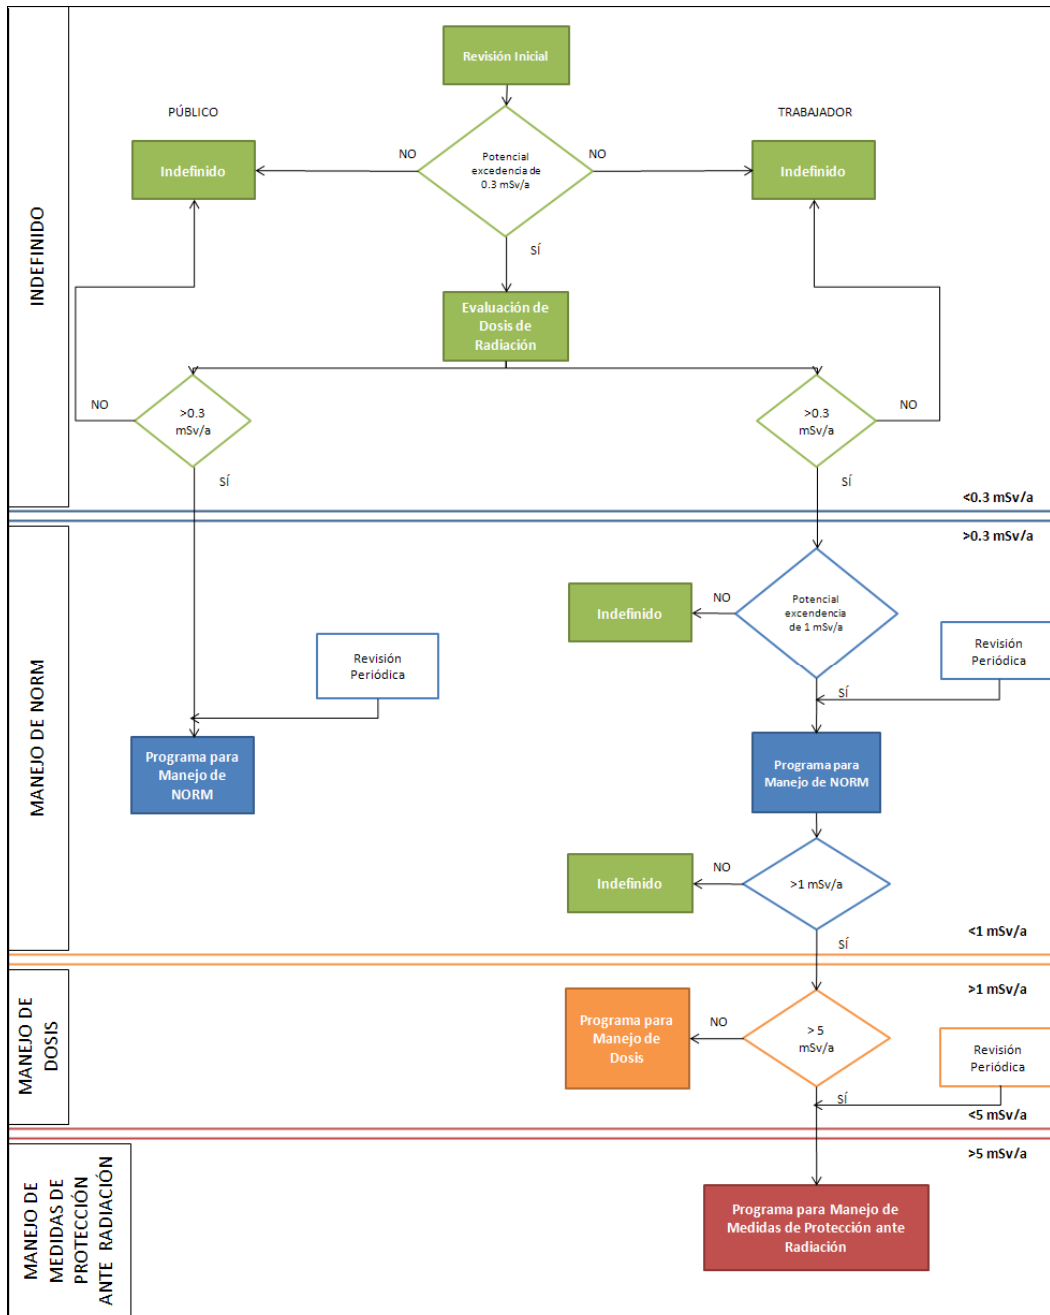 Revisión Inicial
PÚBLICO
TRABAJADOR
Indefinido
NO
Potencial
excedencia de
0.3 mSv/a
NO
Indefinido
SÍ
Evaluación de
Dosis de
Radiación
INDEFINIDO
NO
>0.3
mSv/a
>0.3
mSv/a
NO
SÍ
SÍ
<0.3 mSv/a
>0.3 mSv/a
MANEJO DE NORM
Indefinido
NO
Potencial
excendencia
de 1 mSv/a
Revisión
Periódica
Revisión
Periódica
SÍ
Programa para
Manejo de
NORM
Programa para
Manejo de NORM
Indefinido
NO
>1 mSv/a
SÍ
<1 mSv/a
>1 mSv/a
MANEJO DE
DOSIS
Programa para
Manejo de
Dosis
NO
> 5
mSv/a
Revisión
Periódica
SÍ
<5 mSv/a
>5 mSv/a
MANEJO DE
MEDIDAS DE
PROTECCIÓN
ANTE RADIACIÓN
Programa para Manejo de
Medidas de Protección ante
Radiación